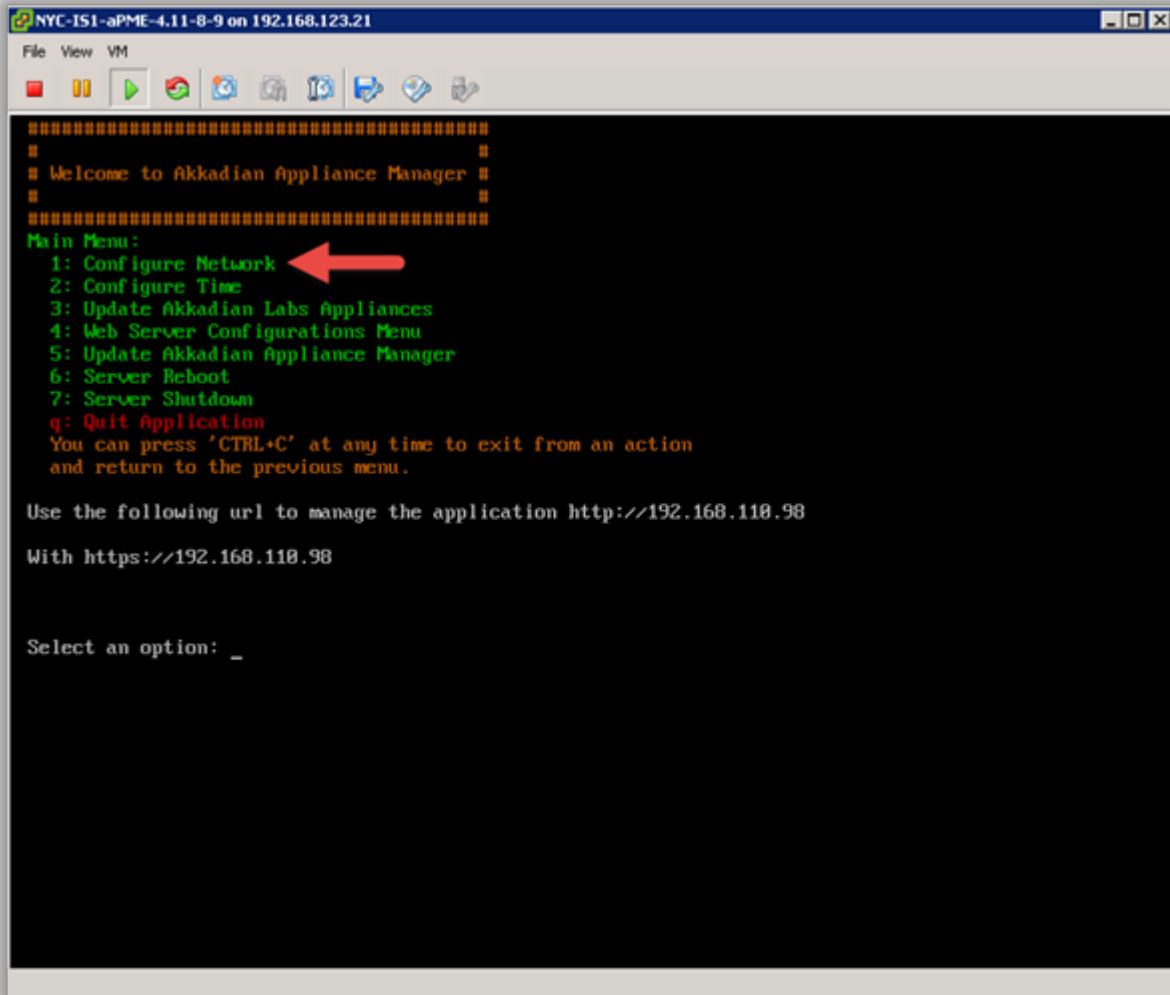 NYC-IS1-aPME-4.11-8-9 on 192.168.123.21
File View VM
#########################################
# #
# Welcome to Akkadian Appliance Manager #
# #
#########################################
Main Menu:
1: Configure Network
2: Configure Time
3: Update Akkadian Labs Appliances
4: Web Server Configurations Menu
5: Update Akkadian Appliance Manager
6: Server Reboot
7: Server Shutdown
q: Quit Application
You can press 'CTRL+C' at any time to exit from an action
and return to the previous menu.
Use the following url to manage the application http://192.168.110.98
With https://192.168.110.98
Select an option: _